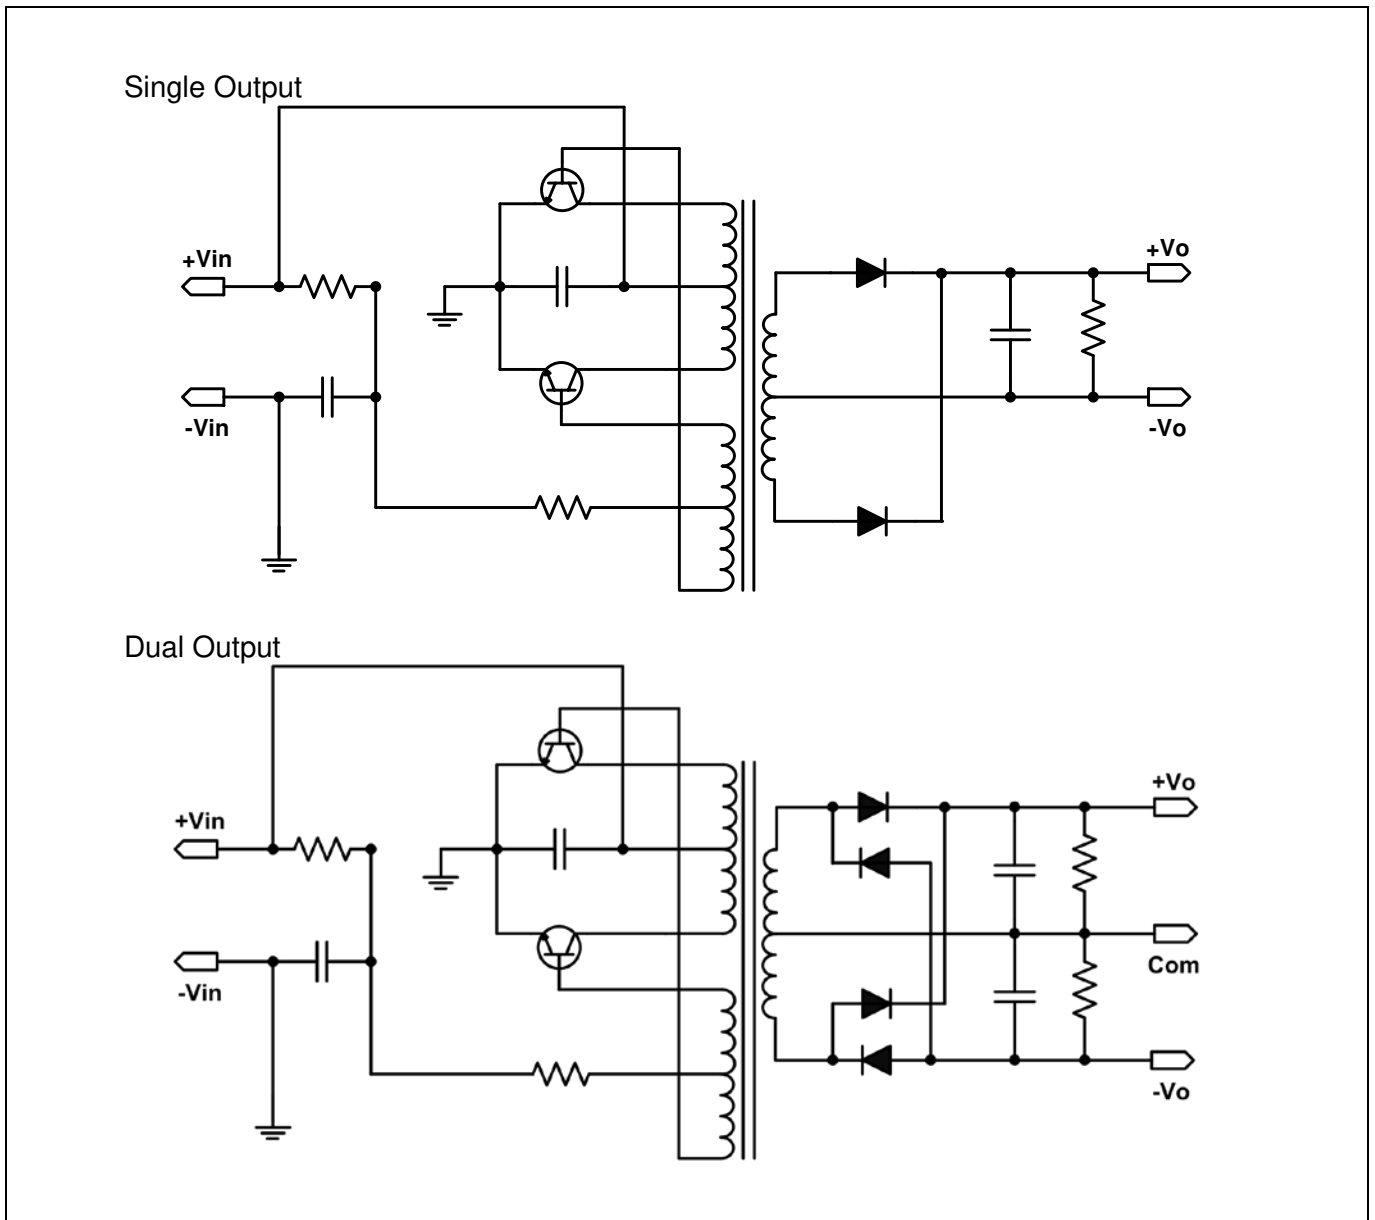 Single Output
+Vin
+Vo
-Vin
-Vo
Dual Output
+Vo
+Vin
Com
-Vin
-Vo